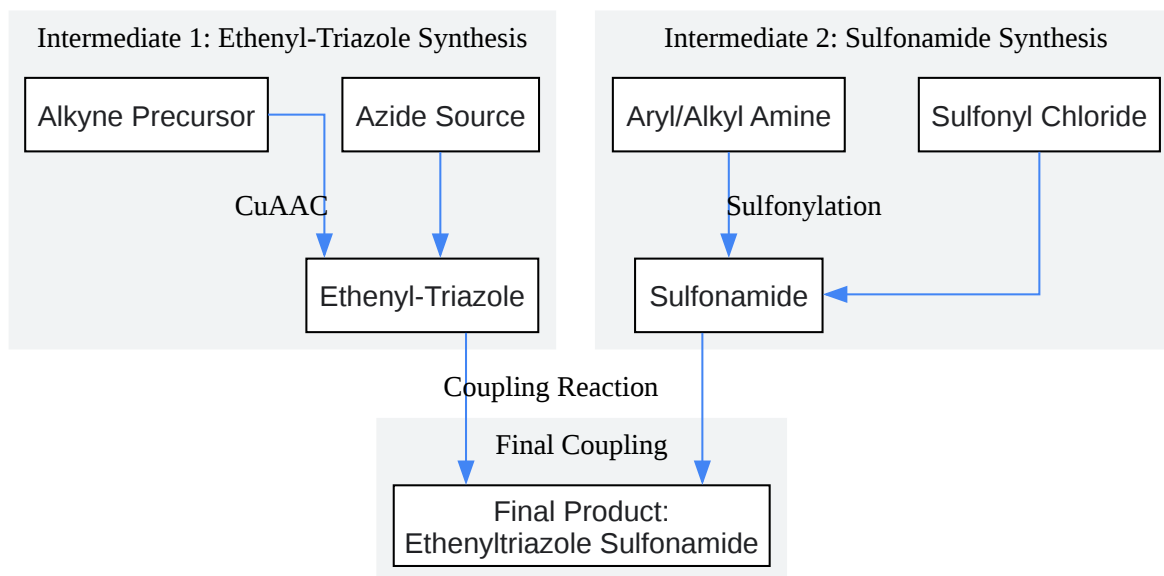 Intermediate 1: Ethenyl-Triazole Synthesis
Alkyne Precursor
Azide Source
CuAAC
Ethenyl-Triazole
Intermediate 2: Sulfonamide Synthesis
Aryl/Alkyl Amine
Sulfonyl Chloride
Sulfonylation
Sulfonamide
Coupling Reaction
Final Coupling
Final Product:
Ethenyltriazole Sulfonamide